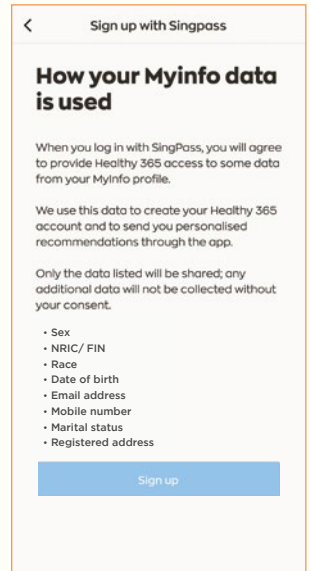 Sign up with Singpass
How your Myinfo data
is used
When you log in with SingPass, you will agree
to provide Healthy 365 access to some data
from your MyInfo profile.
We use this data to create your Healthy 365
account and to send you personalised
recommendations through the app.
Only the data listed will be shared; any
additional data will not be collected without
your consent.
• Sex
• NRIC/ FIN
• Race
• Date of birth
• Email address
• Mobile number
• Marital status
• Registered address
Sign up